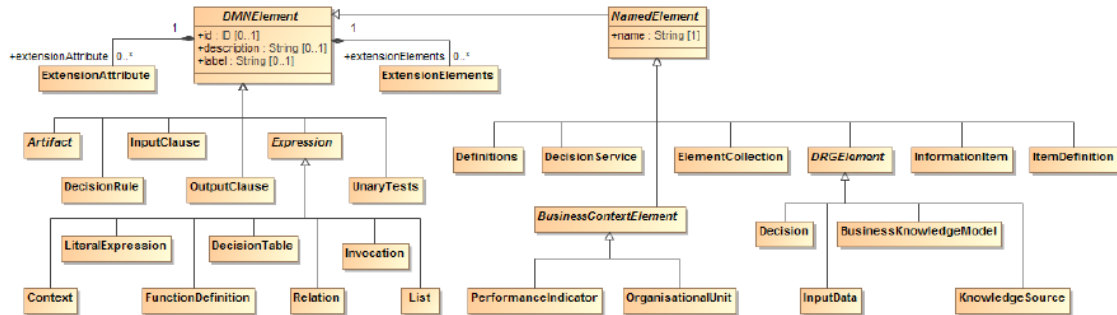 DMNElement
+id : ID [0..1]
+description : String [0..1]
+label : String [0..1]
NamedElement
+name : String [1]
1
1
+extensionAttribute 0..*
+extensionElements 0..*
ExtensionAttribute
ExtensionElements
Artifact
InputClause
Expression
DecisionRule
OutputClause
UnaryTests
Definitions
DecisionService
ElementCollection
DRGElement
InformationItem
ItemDefinition
LiteralExpression
DecisionTable
Invocation
Context
FunctionDefinition
Relation
List
BusinessContextElement
PerformanceIndicator
OrganisationalUnit
Decision
BusinessKnowledgeModel
InputData
KnowledgeSource